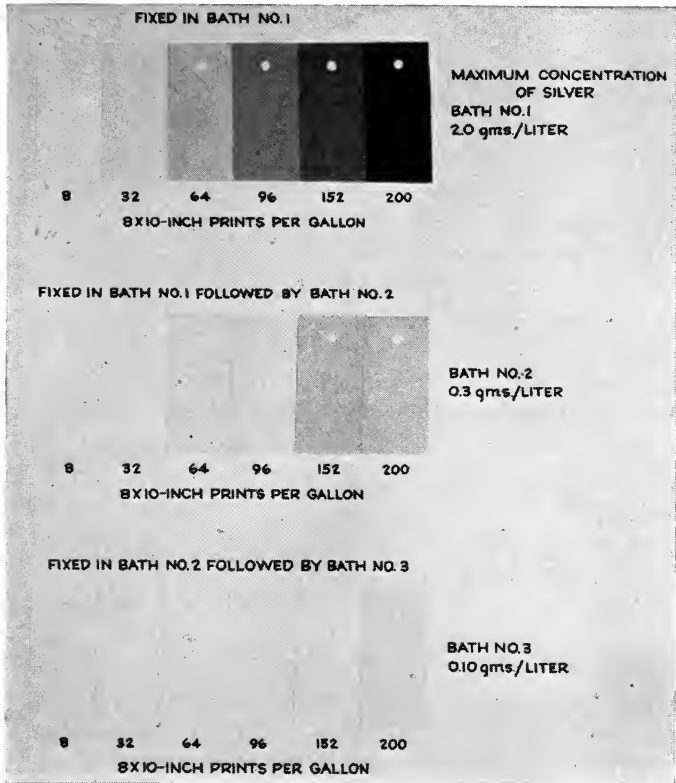 FIXED IN BATH NO.1
MAXIMUM CONCENTRATION
OF SILVER
BATH NO.1
2.0 gms./LITER
8 32 64 96 152 200
8X10-INCH PRINTS PER GALLON
FIXED IN BATH NO.1 FOLLOWED BY BATH NO.2
BATH NO.2
0.3 gms./LITER
8 32 64 96 152 200
8X10-INCH PRINTS PER GALLON
FIXED IN BATH NO.2 FOLLOWED BY BATH NO.3
BATH NO.3
0.10 gms./LITER
8 32 64 96 152 200
8X10-INCH PRINTS PER GALLON